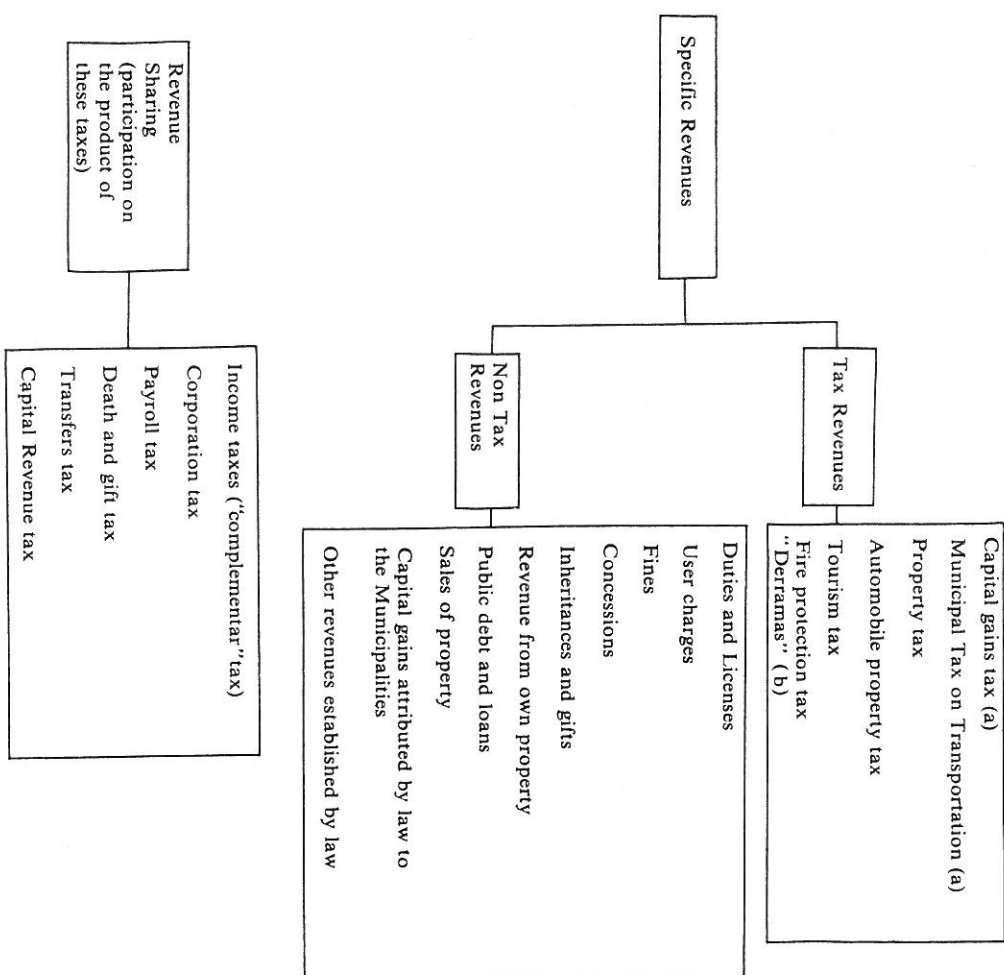 Specific Revenues
Tax Revenues
Capital gains tax (a)
Municipal Tax on Transportation (a)
Property tax
Automobile property tax
Tourism tax
Fire protection tax
"Derramas" (b)
Non Tax
Revenues
Duties and Licenses
User charges
Fines
Concessions
Inheritances and gifts
Revenue from own property
Public debt and loans
Sales of property
Capital gains attributed by law to
the Municipalities
Other revenues established by law
Revenue
Sharing
(participation on
the product of
these taxes)
Income taxes ("complementar"tax)
Corporation tax
Payroll tax
Death and gift tax
Transfers tax
Capital Revenue tax